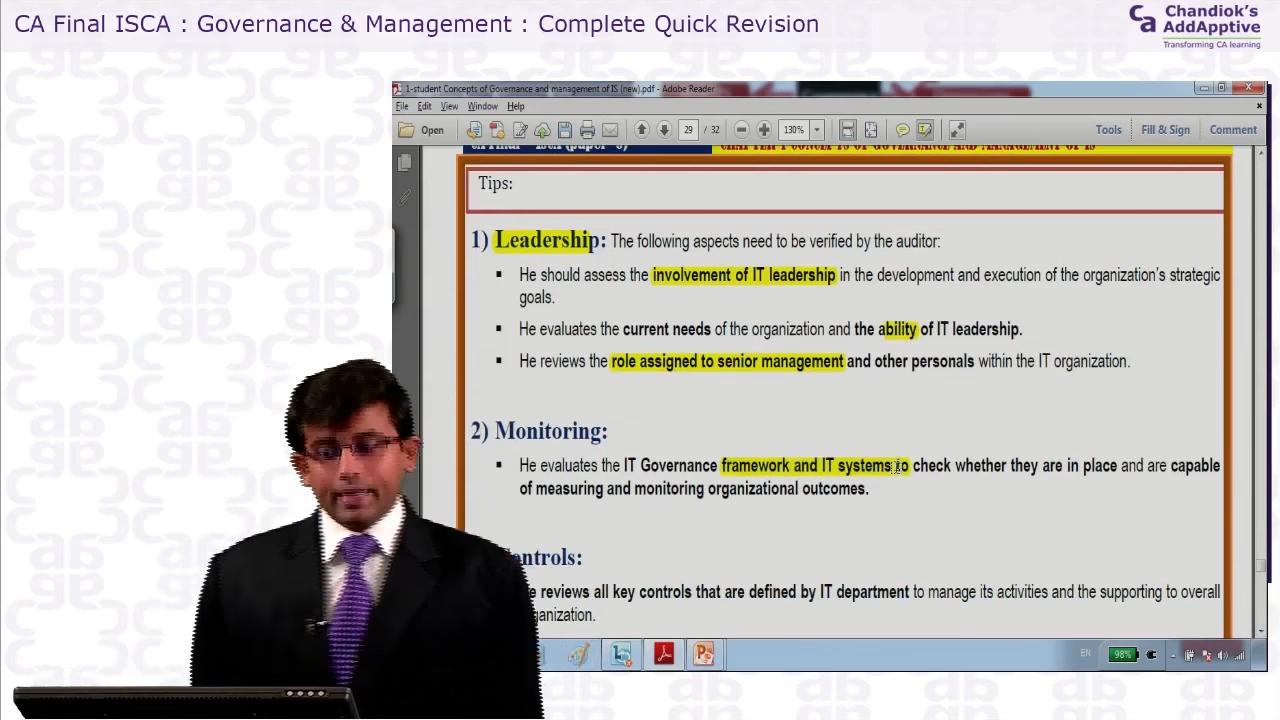 CA Final ISCA : Governance & Management : Complete Quick Revision
Ca
Chandiok's
AddApptive
Transforming CA learning
1-student Concepts of Governance and management of IS (new).pdf - Adobe Reader
File Edit View Window Help
Open 29 / 32 130% Tools Fill & Sign Comment
Tips:
1) Leadership: The following aspects need to be verified by the auditor:
▪ He should assess the involvement of IT leadership in the development and execution of the organization's strategic
goals.
▪ He evaluates the current needs of the organization and the ability of IT leadership.
▪ He reviews the role assigned to senior management and other personals within the IT organization.
2) Monitoring:
▪ He evaluates the IT Governance framework and IT systems to check whether they are in place and are capable
of measuring and monitoring organizational outcomes.
ontrols:
e reviews all key controls that are defined by IT department to manage its activities and the supporting to overall
ganization.
EN 98%